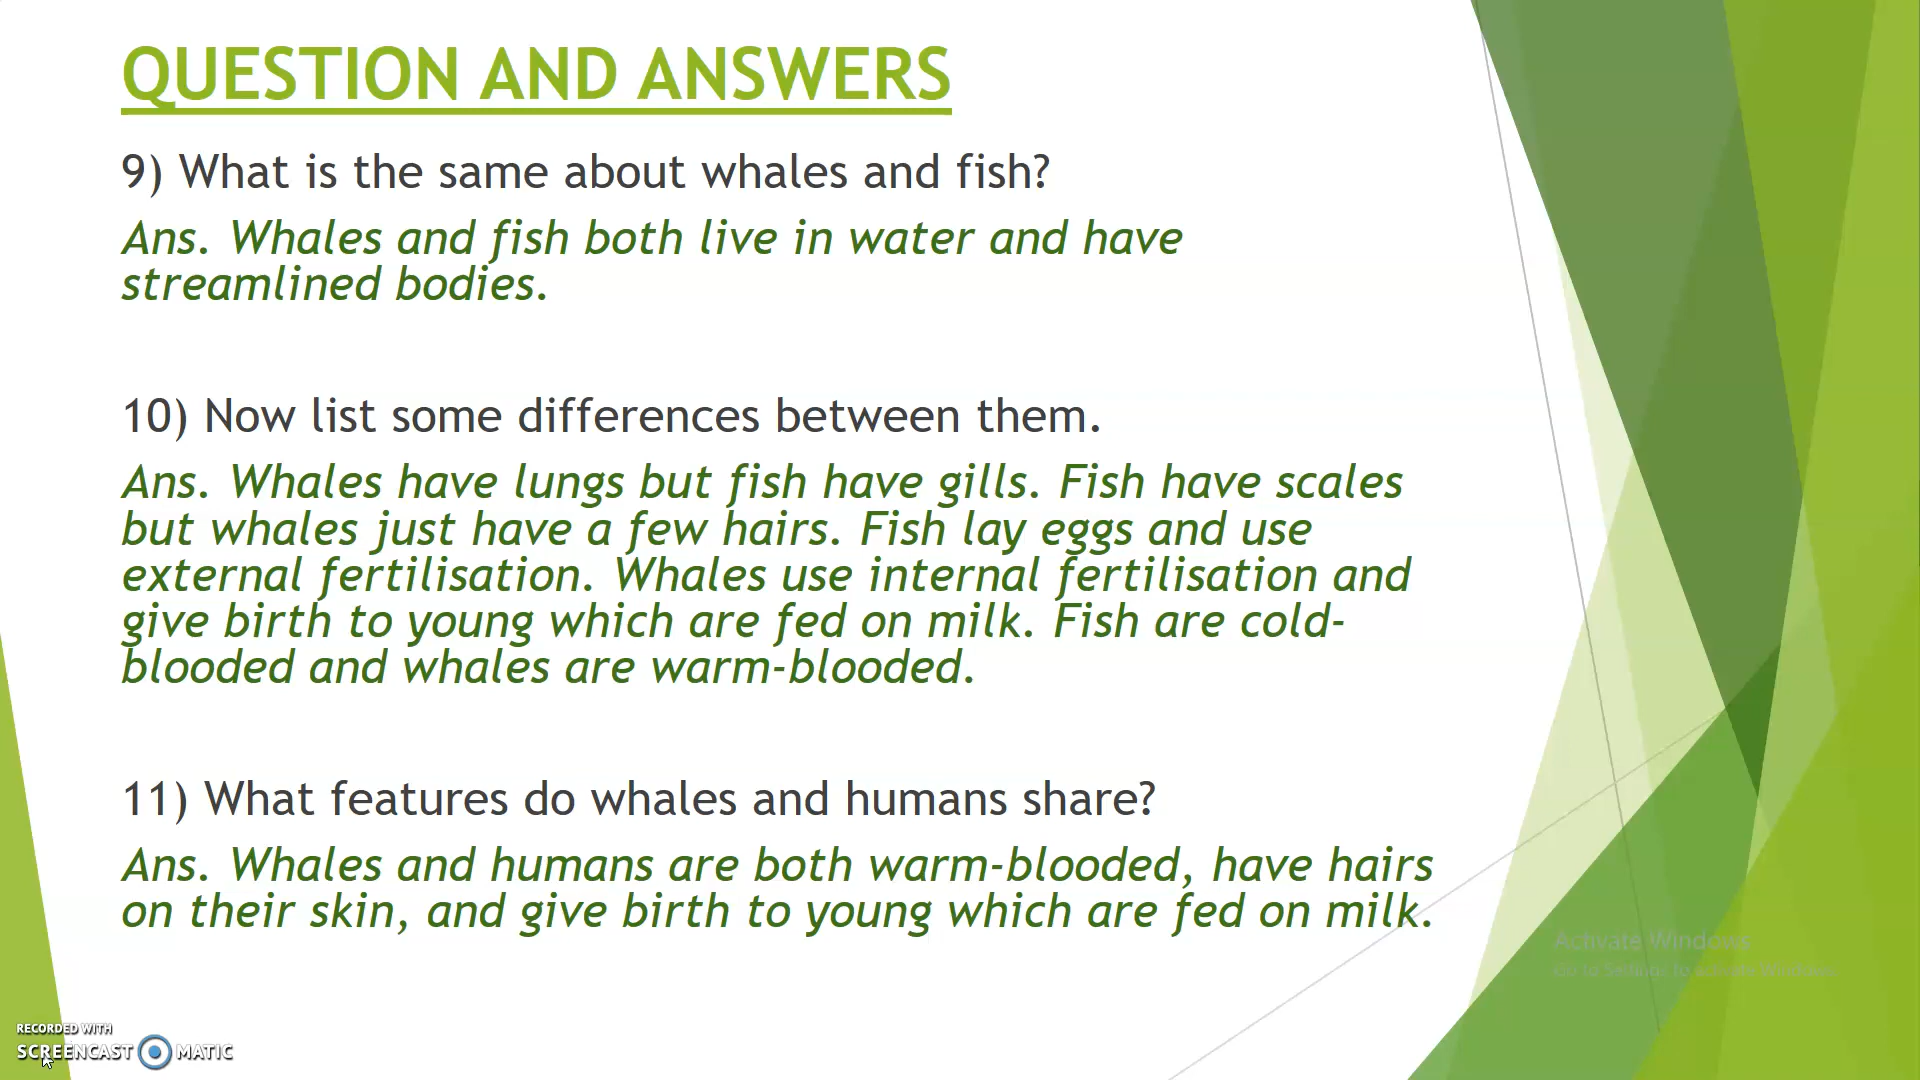 QUESTION AND ANSWERS
9) What is the same about whales and fish?
Ans. Whales and fish both live in water and have
streamlined bodies.
10) Now list some differences between them.
Ans. Whales have lungs but fish have gills. Fish have scales
but whales just have a few hairs. Fish lay eggs and use
external fertilisation. Whales use internal fertilisation and
give birth to young which are fed on milk. Fish are cold-
blooded and whales are warm-blooded.
11) What features do whales and humans share?
Ans. Whales and humans are both warm-blooded, have hairs
on their skin, and give birth to young which are fed on milk.
Activate Windows
Go to Settings to activate Windows.
RECORDED WITH
SCREENCAST MATIC